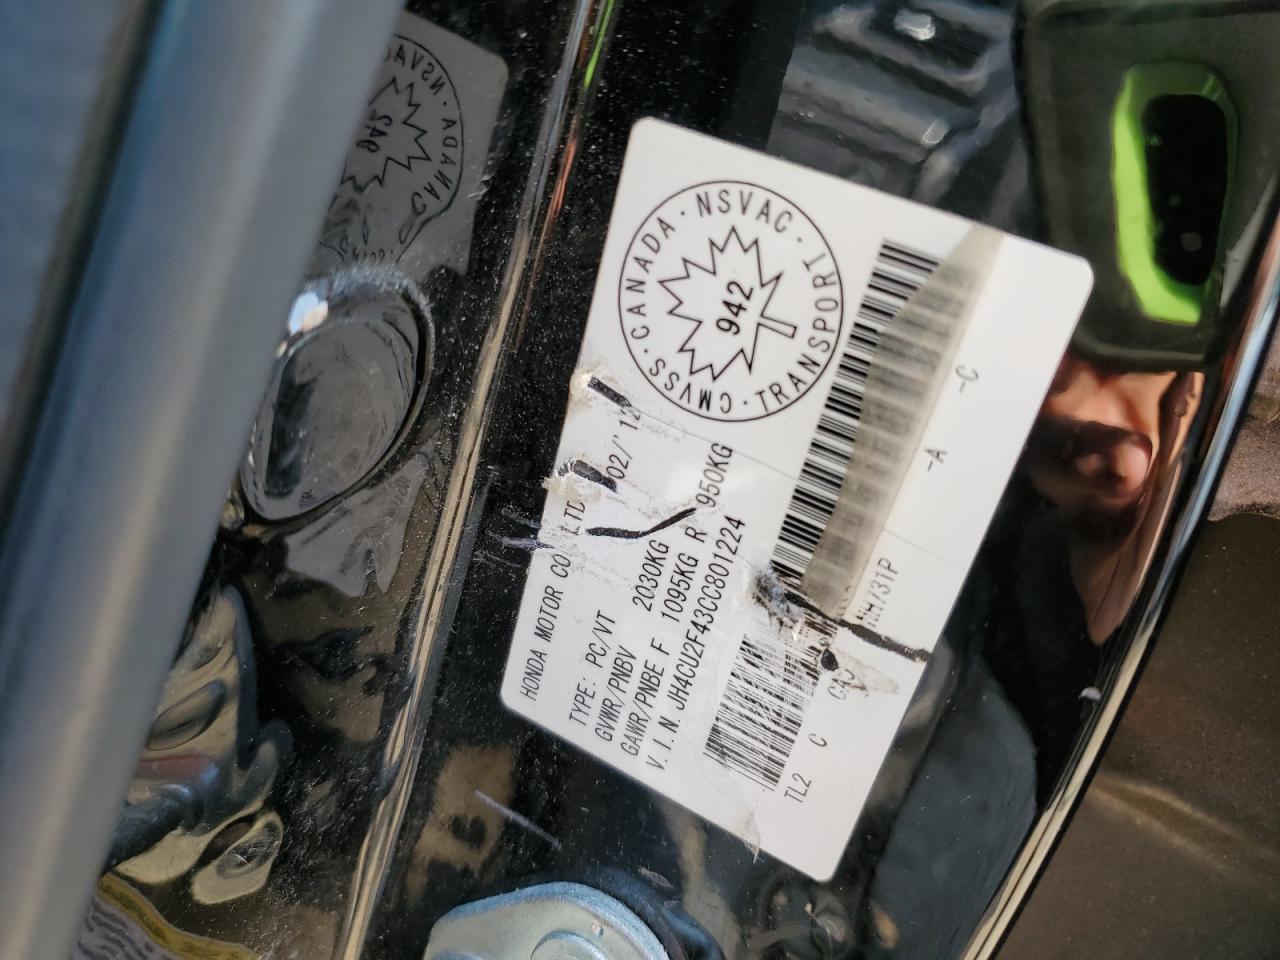 HONDA MOTOR CO LTD 02/'12
TYPE: PC/VT
GVWR/PNBV 2030KG
GAWR/PNBE F 1095KG R 950KG
V.I.N. JH4CU2F43CC801224
CANADA · NSVAC · TRANSPORT · CMVSS ·
942
TL2 C -A -C